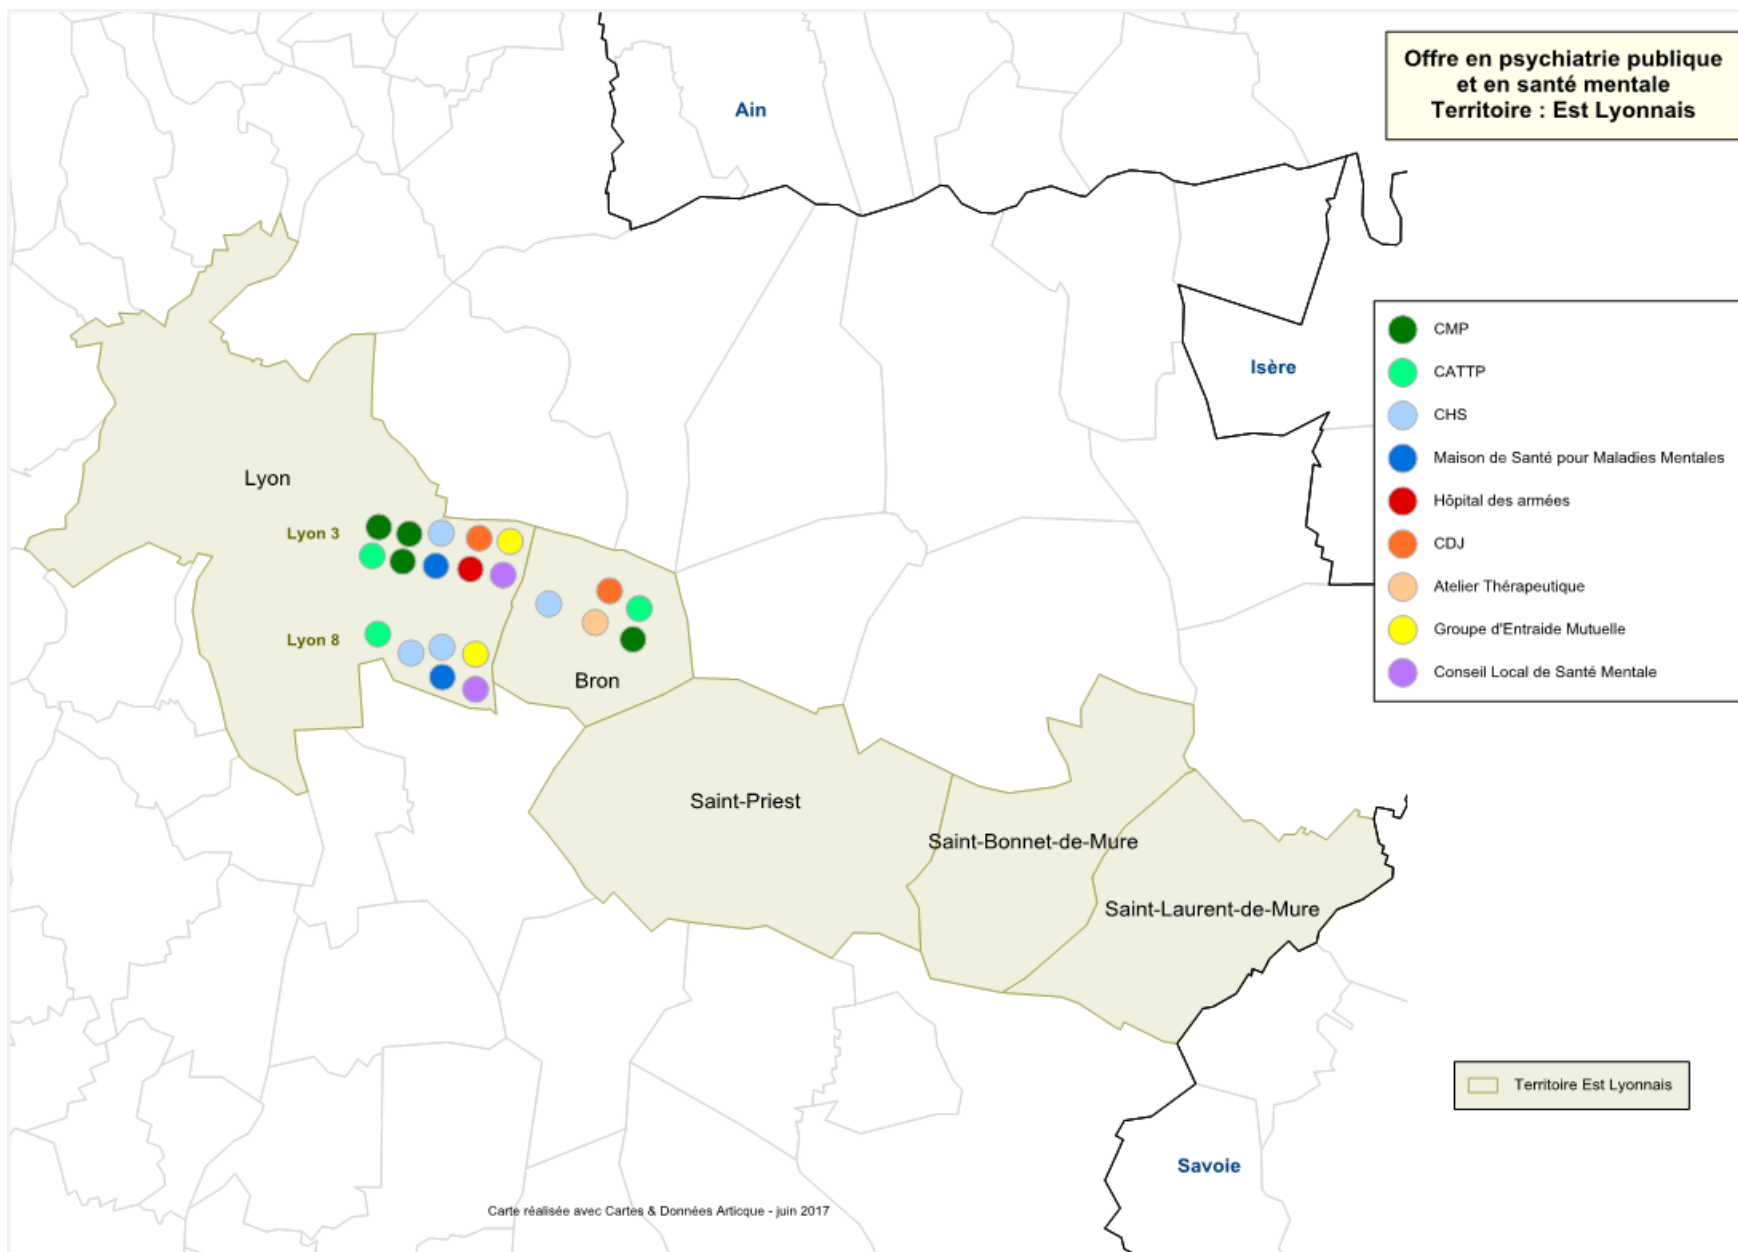 Offre en psychiatrie publique
et en santé mentale
Territoire : Est Lyonnais
Ain
Isère
CMP
CATTP
CHS
Maison de Santé pour Maladies Mentales
Hôpital des armées
CDJ
Atelier Thérapeutique
Groupe d'Entraide Mutuelle
Conseil Local de Santé Mentale
Lyon
Lyon 3
Lyon 8
Bron
Saint-Priest
Saint-Bonnet-de-Mure
Saint-Laurent-de-Mure
Territoire Est Lyonnais
Savoie
Carte réalisée avec Cartes & Données Articque - juin 2017